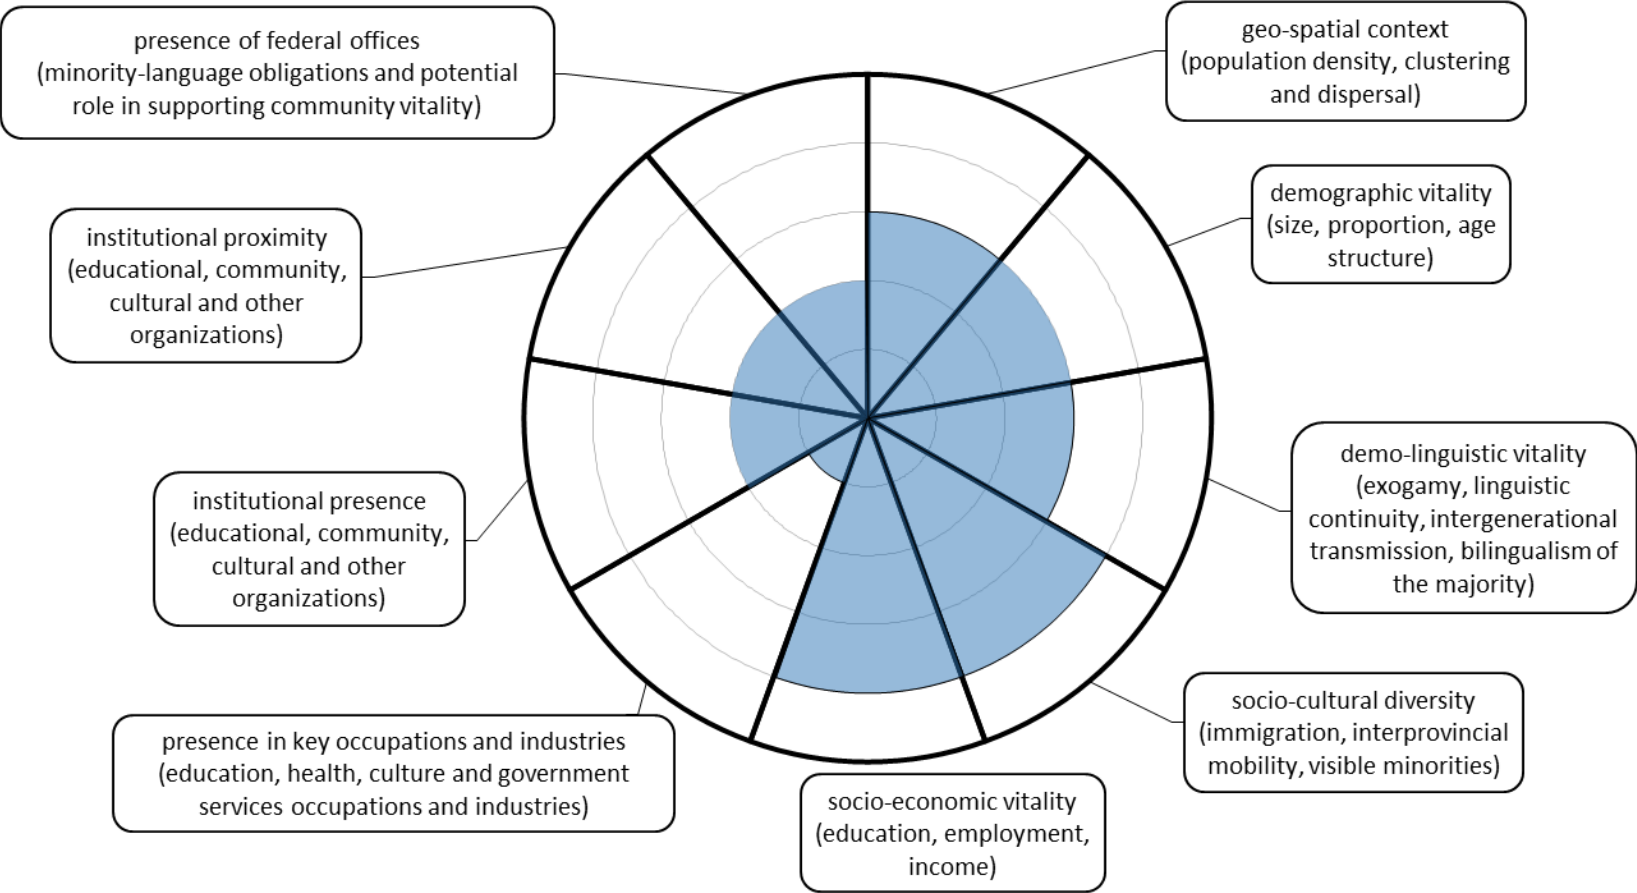 presence of federal offices
(minority-language obligations and potential
role in supporting community vitality)
geo-spatial context
(population density, clustering
and dispersal)
demographic vitality
(size, proportion, age
structure)
institutional proximity
(educational, community,
cultural and other
organizations)
demo-linguistic vitality
(exogamy, linguistic
continuity, intergenerational
transmission, bilingualism of
the majority)
institutional presence
(educational, community,
cultural and other
organizations)
socio-cultural diversity
(immigration, interprovincial
mobility, visible minorities)
presence in key occupations and industries
(education, health, culture and government
services occupations and industries)
socio-economic vitality
(education, employment,
income)